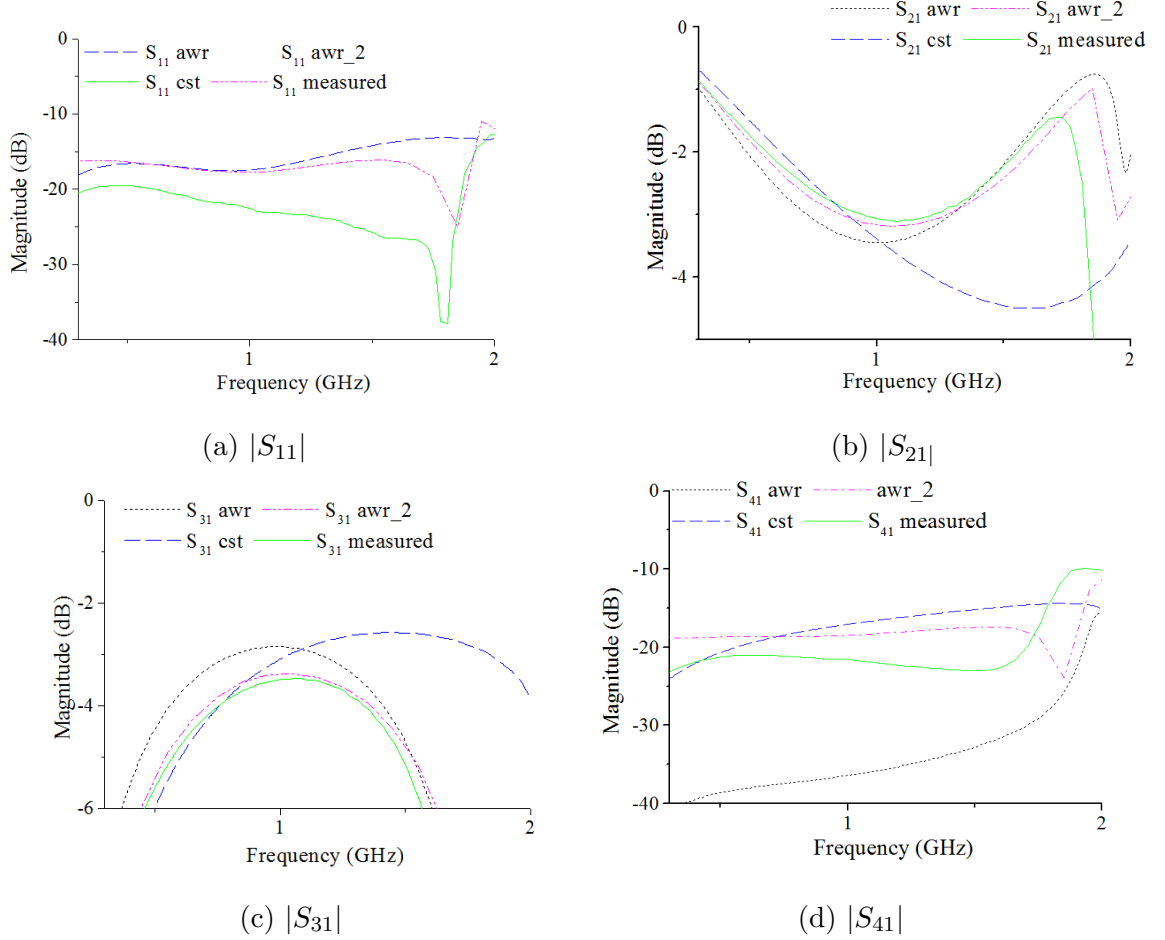 0
S11 awr S11 awr_2
S11 cst S11 measured
-10
-20
-30
-40
Magnitude (dB)
1 2
Frequency (GHz)
(a) |S11|
S21 awr S21 awr_2
S21 cst S21 measured
0
-2
-4
Magnitude (dB)
1 2
Frequency (GHz)
(b) |S21|
0
S31 awr S31 awr_2
S31 cst S31 measured
-2
-4
-6
Magnitude (dB)
1 2
Frequency (GHz)
(c) |S31|
0
S41 awr awr_2
S41 cst S41 measured
-10
-20
-30
-40
Magnitude (dB)
1 2
Frequency (GHz)
(d) |S41|